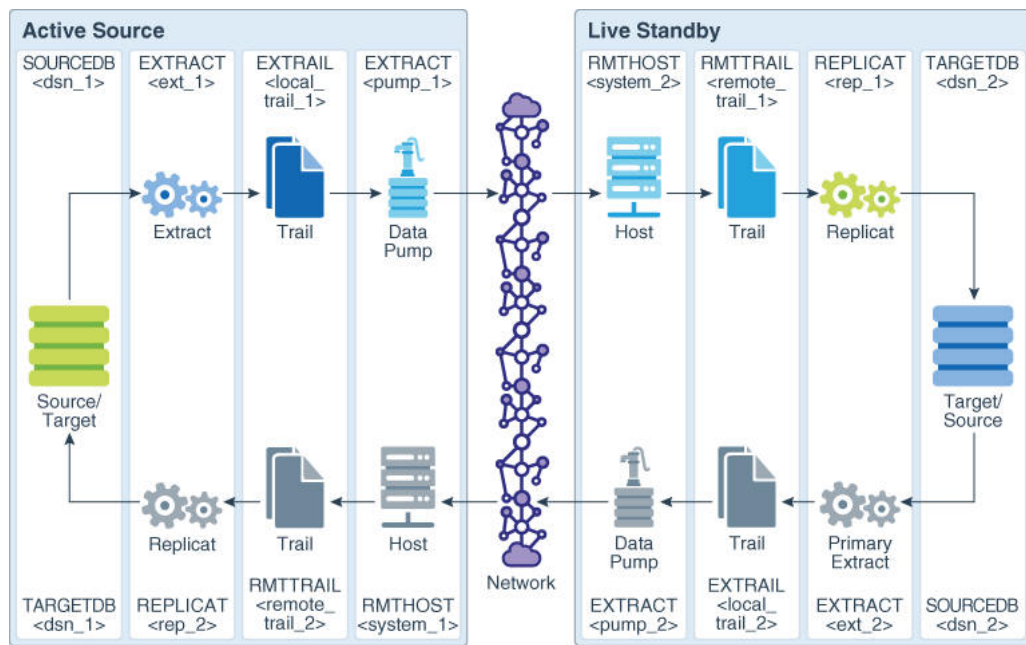 Active Source
SOURCEDB
<dsn_1>
EXTRACT
<ext_1>
EXTRAIL
<local_
trail_1>
EXTRACT
<pump_1>
Extract
Trail
Data
Pump
Source/
Target
Replicat
Trail
Host
TARGETDB
<dsn_1>
REPLICAT
<rep_2>
RMTTRAIL
<remote_
trail_2>
RMTHOST
<system_1>
Network
Live Standby
RMTHOST
<system_2>
RMTTRAIL
<remote_
trail_1>
REPLICAT
<rep_1>
TARGETDB
<dsn_2>
Host
Trail
Replicat
Target/
Source
Data
Pump
Trail
Primary
Extract
EXTRACT
<pump_2>
EXTRAIL
<local_
trail_2>
EXTRACT
<ext_2>
SOURCEDB
<dsn_2>